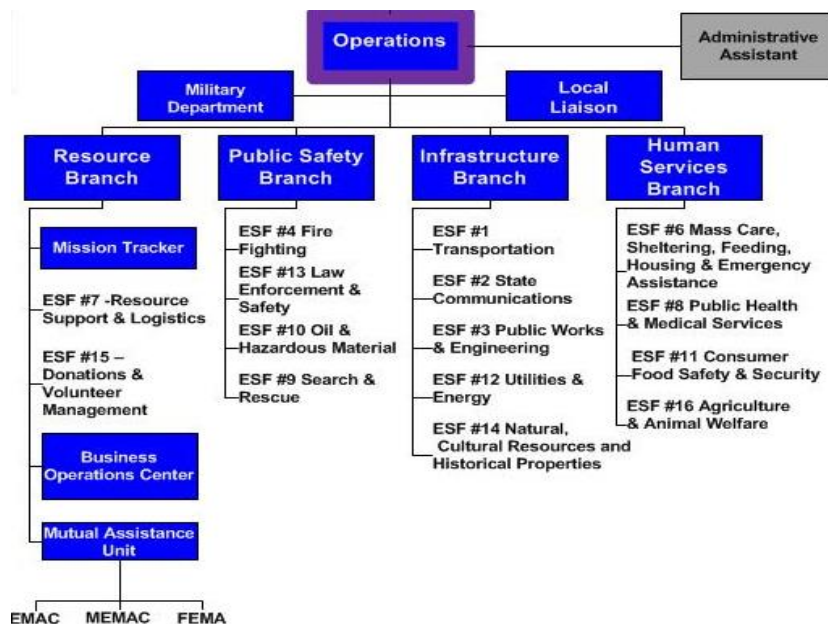 Operations
Administrative
Assistant
Military
Department
Local
Liaison
Resource
Branch
Public Safety
Branch
Infrastructure
Branch
Human
Services
Branch
Mission Tracker
ESF #7 -Resource
Support & Logistics
ESF #15 –
Donations &
Volunteer
Management
Business
Operations Center
Mutual Assistance
Unit
EMAC MEMAC FEMA
ESF #4 Fire
Fighting
ESF #13 Law
Enforcement &
Safety
ESF #10 Oil &
Hazardous Material
ESF #9 Search &
Rescue
ESF #1
Transportation
ESF #2 State
Communications
ESF #3 Public Works
& Engineering
ESF #12 Utilities &
Energy
ESF #14 Natural,
Cultural Resources and
Historical Properties
ESF #6 Mass Care,
Sheltering, Feeding,
Housing & Emergency
Assistance
ESF #8 Public Health
& Medical Services
ESF #11 Consumer
Food Safety & Security
ESF #16 Agriculture
& Animal Welfare